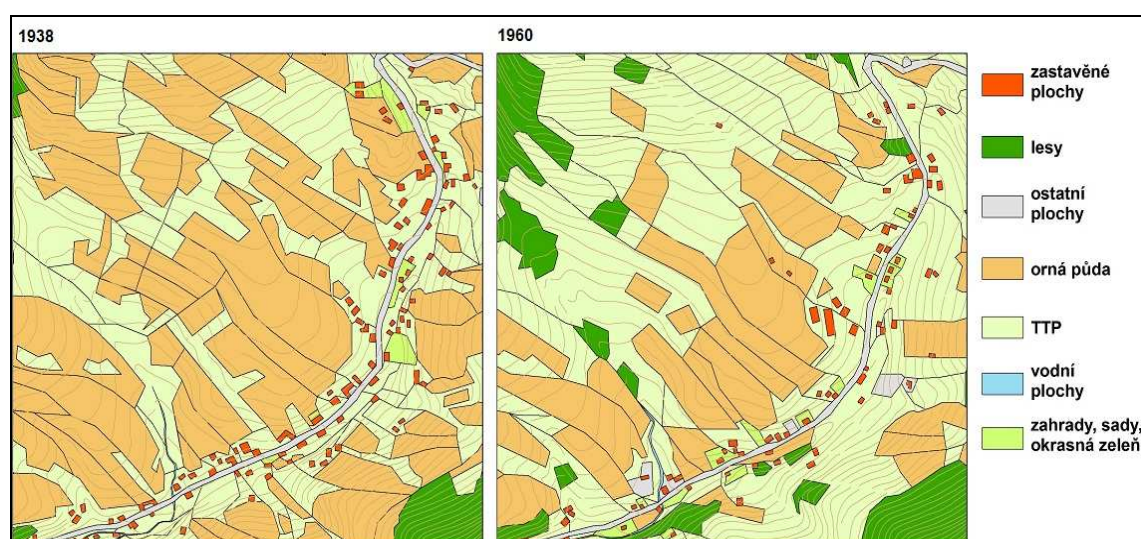 1938
1960
zastavěné
plochy
lesy
ostatní
plochy
orná půda
TTP
vodní
plochy
zahrady, sady,
okrasná zeleň